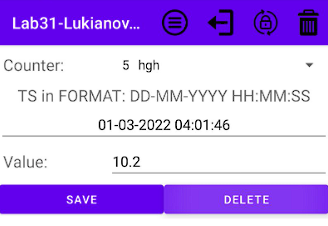 Lab31-Lukianov...
Counter: 5 hgh
TS in FORMAT: DD-MM-YYYY HH:MM:SS
01-03-2022 04:01:46
Value: 10.2
SAVE DELETE